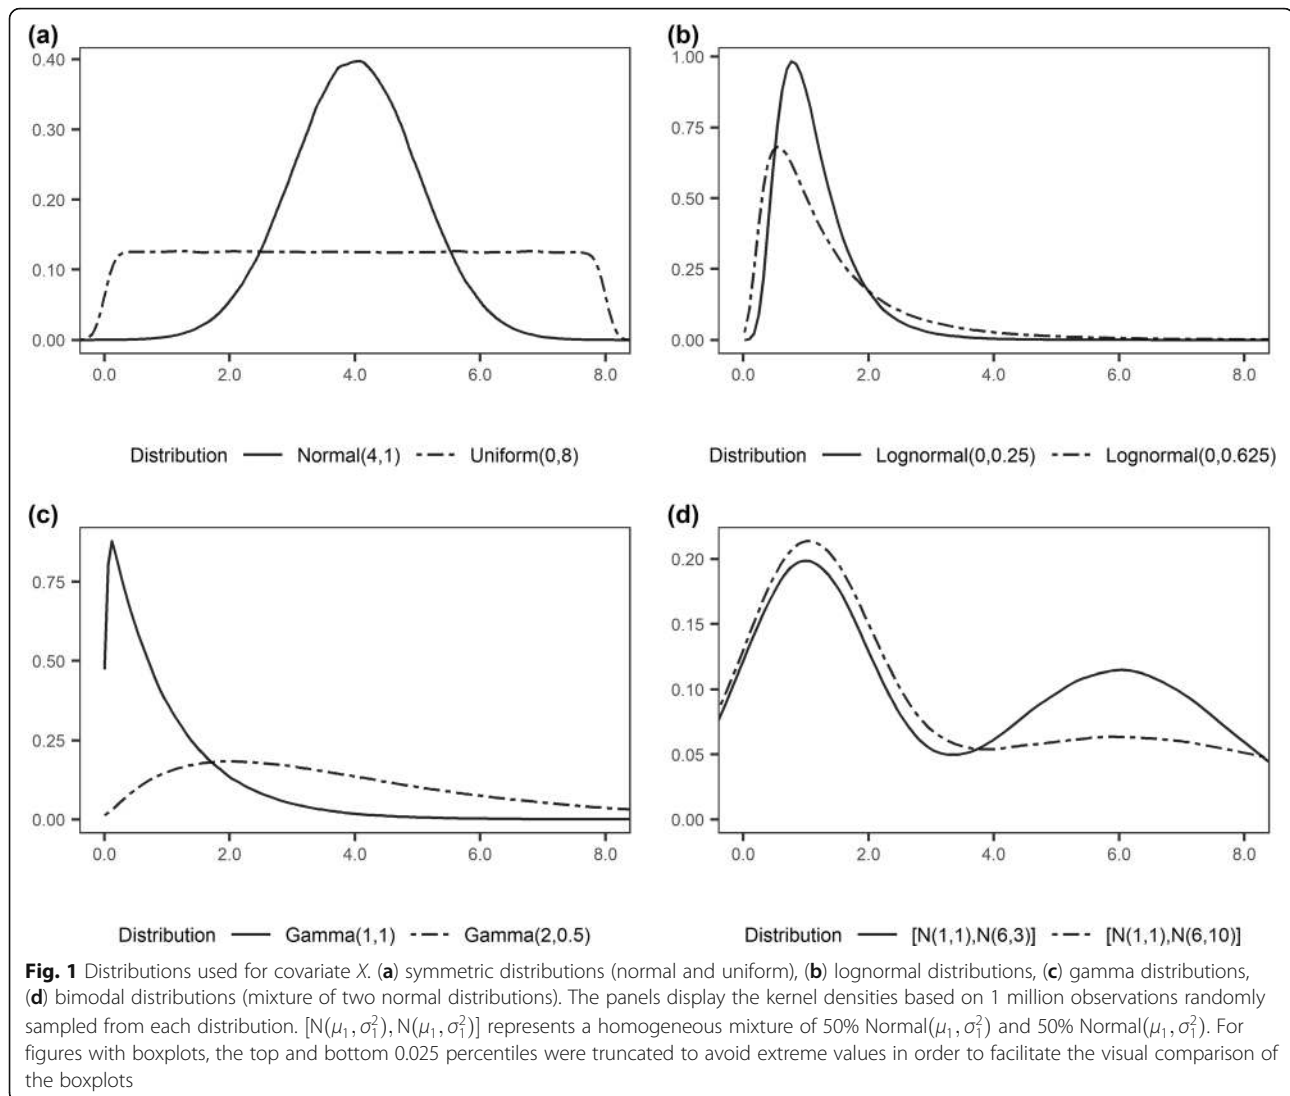 (a)
0.40
0.30
0.20
0.10
0.00
0.0 2.0 4.0 6.0 8.0
Distribution Normal(4,1) Uniform(0,8)
(b)
1.00
0.75
0.50
0.25
0.00
0.0 2.0 4.0 6.0 8.0
Distribution Lognormal(0,0.25) Lognormal(0,0.625)
(c)
0.75
0.50
0.25
0.00
0.0 2.0 4.0 6.0 8.0
Distribution Gamma(1,1) Gamma(2,0.5)
(d)
0.20
0.15
0.10
0.05
0.00
0.0 2.0 4.0 6.0 8.0
Distribution [N(1,1),N(6,3)] [N(1,1),N(6,10)]
Fig. 1 Distributions used for covariate X. (a) symmetric distributions (normal and uniform), (b) lognormal distributions, (c) gamma distributions,
(d) bimodal distributions (mixture of two normal distributions). The panels display the kernel densities based on 1 million observations randomly
sampled from each distribution. [N(μ₁, σ₁²), N(μ₁, σ₁²)] represents a homogeneous mixture of 50% Normal(μ₁, σ₁²) and 50% Normal(μ₁, σ₁²). For
figures with boxplots, the top and bottom 0.025 percentiles were truncated to avoid extreme values in order to facilitate the visual comparison of
the boxplots